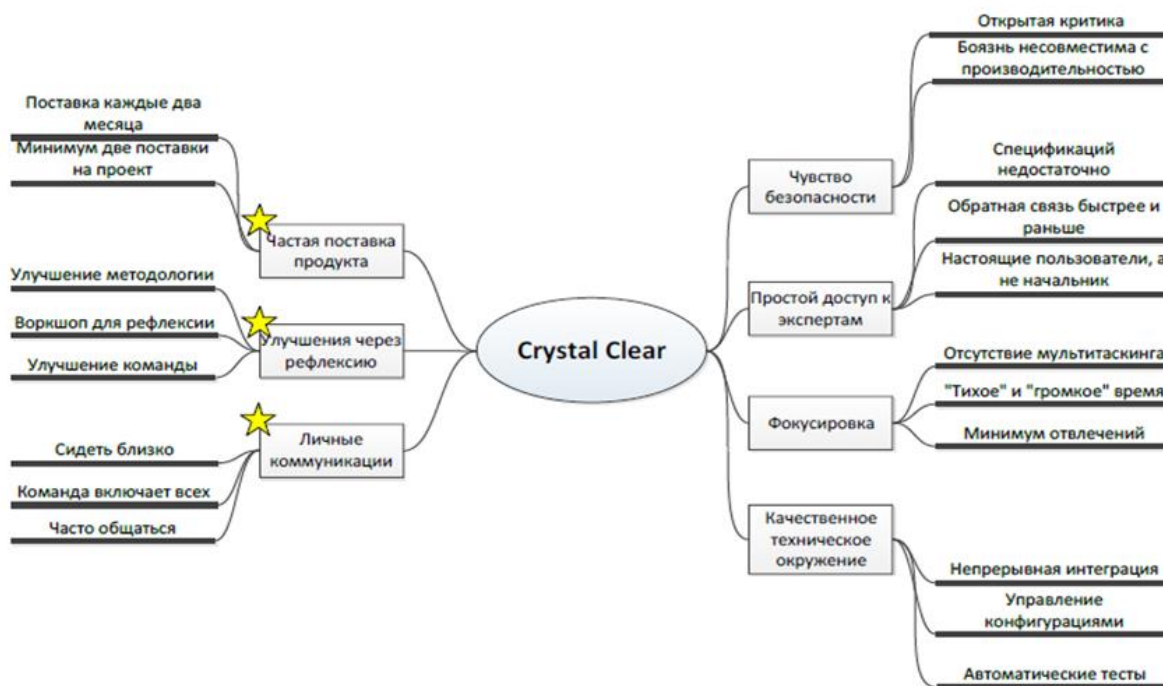 Поставка каждые два
месяца
Минимум две поставки
на проект
Частая поставка
продукта
Улучшение методологии
Воркшоп для рефлексии
Улучшение команды
Улучшения через
рефлексию
Сидеть близко
Команда включает всех
Часто общаться
Личные
коммуникации
Crystal Clear
Чувство
безопасности
Открытая критика
Боязнь несовместима с
производительностью
Простой доступ к
экспертам
Спецификаций
недостаточно
Обратная связь быстрее и
раньше
Настоящие пользователи, а
не начальник
Фокусировка
Отсутствие мультитаскинга
"Тихое" и "громкое" время
Минимум отвлечений
Качественное
техническое
окружение
Непрерывная интеграция
Управление
конфигурациями
Автоматические тесты